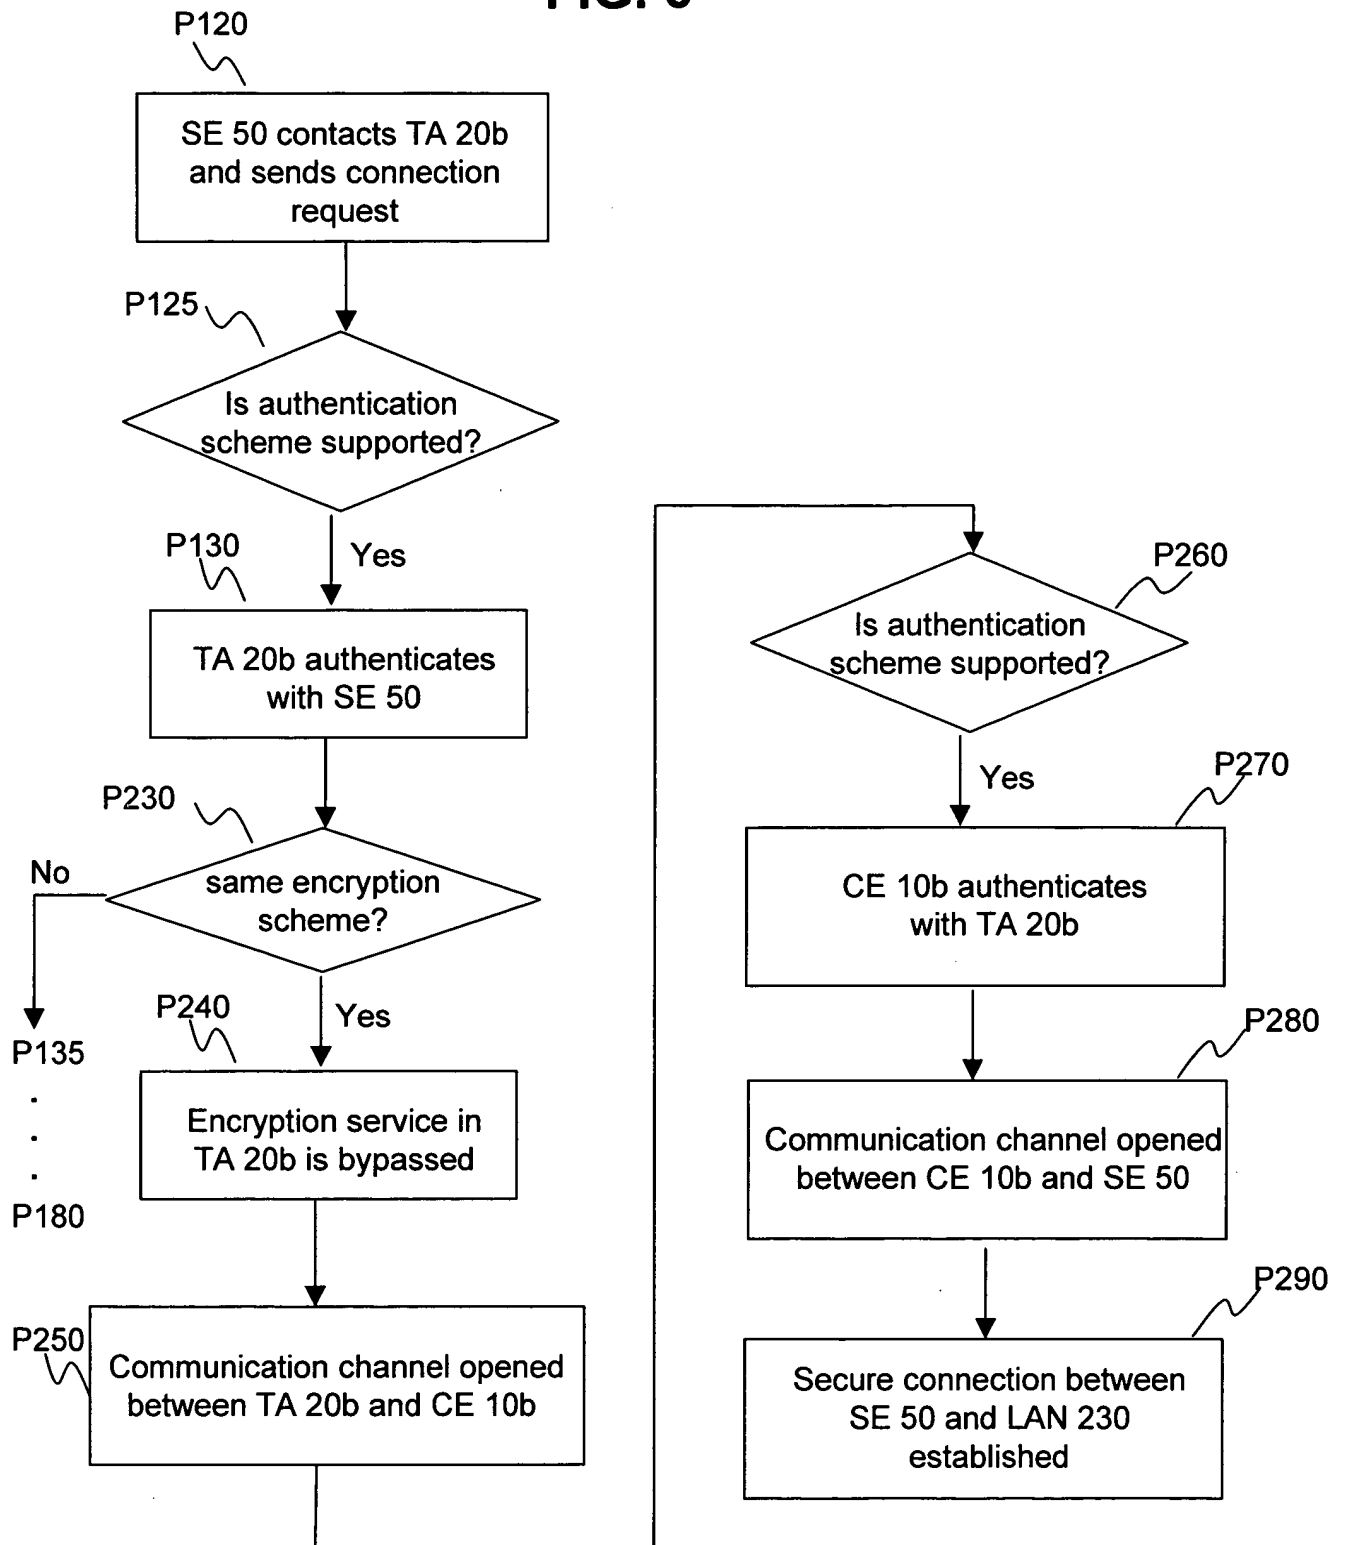 P120
SE 50 contacts TA 20b
and sends connection
request
P125
Is authentication
scheme supported?
Yes
P130
TA 20b authenticates
with SE 50
P230
No
same encryption
scheme?
Yes
P135
.
.
.
P180
P240
Encryption service in
TA 20b is bypassed
P250
Communication channel opened
between TA 20b and CE 10b
P260
Is authentication
scheme supported?
Yes
P270
CE 10b authenticates
with TA 20b
P280
Communication channel opened
between CE 10b and SE 50
P290
Secure connection between
SE 50 and LAN 230
established